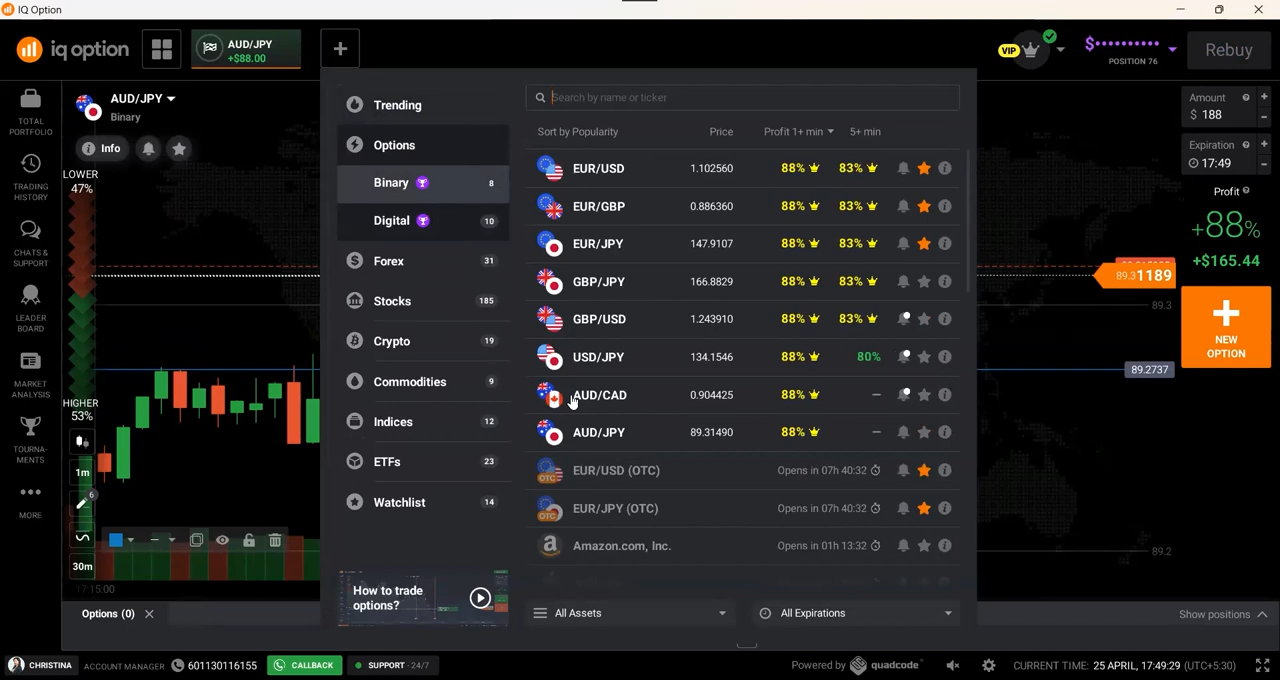 IQ Option
iq option
AUD/JPY
+$88.00
+
VIP
$
POSITION 76
Rebuy
TOTAL
PORTFOLIO
TRADING
HISTORY
CHATS &
SUPPORT
LEADER
BOARD
MARKET
ANALYSIS
TOURNA-
MENTS
MORE
AUD/JPY
Binary
Info
LOWER
47%
HIGHER
53%
1m
6
30m
17:15:00
Trending
Options
Binary 8
Digital 10
Forex 31
Stocks 185
Crypto 19
Commodities 9
Indices 12
ETFs 23
Watchlist 14
How to trade
options?
Search by name or ticker
Sort by Popularity Price Profit 1+ min 5+ min
EUR/USD 1.102560 88% 83%
EUR/GBP 0.886360 88% 83%
EUR/JPY 147.9107 88% 83%
GBP/JPY 166.8829 88% 83%
GBP/USD 1.243910 88% 83%
USD/JPY 134.1546 88% 80%
AUD/CAD 0.904425 88% –
AUD/JPY 89.31490 88% –
OTC EUR/USD (OTC) Opens in 07h 40:32
OTC EUR/JPY (OTC) Opens in 07h 40:32
a Amazon.com, Inc. Opens in 01h 13:32
All Assets
All Expirations
Amount
$ 188
Expiration
17:49
Profit
+88%
+$165.44
89.31189
89.3
89.2737
89.2
NEW
OPTION
Options (0)
Show positions
CHRISTINA ACCOUNT MANAGER 601130116155 CALLBACK SUPPORT - 24/7 Powered by quadcode CURRENT TIME: 25 APRIL, 17:49:29 (UTC+5:30)